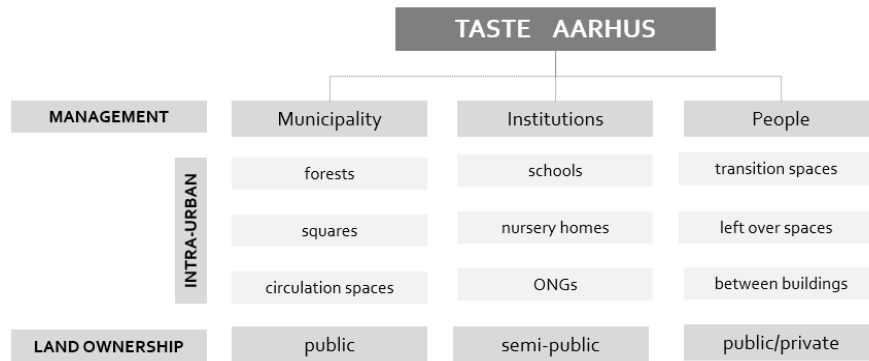 TASTE AARHUS
MANAGEMENT Municipality Institutions People
INTRA-URBAN
forests schools transition spaces
squares nursery homes left over spaces
circulation spaces ONGs between buildings
LAND OWNERSHIP public semi-public public/private